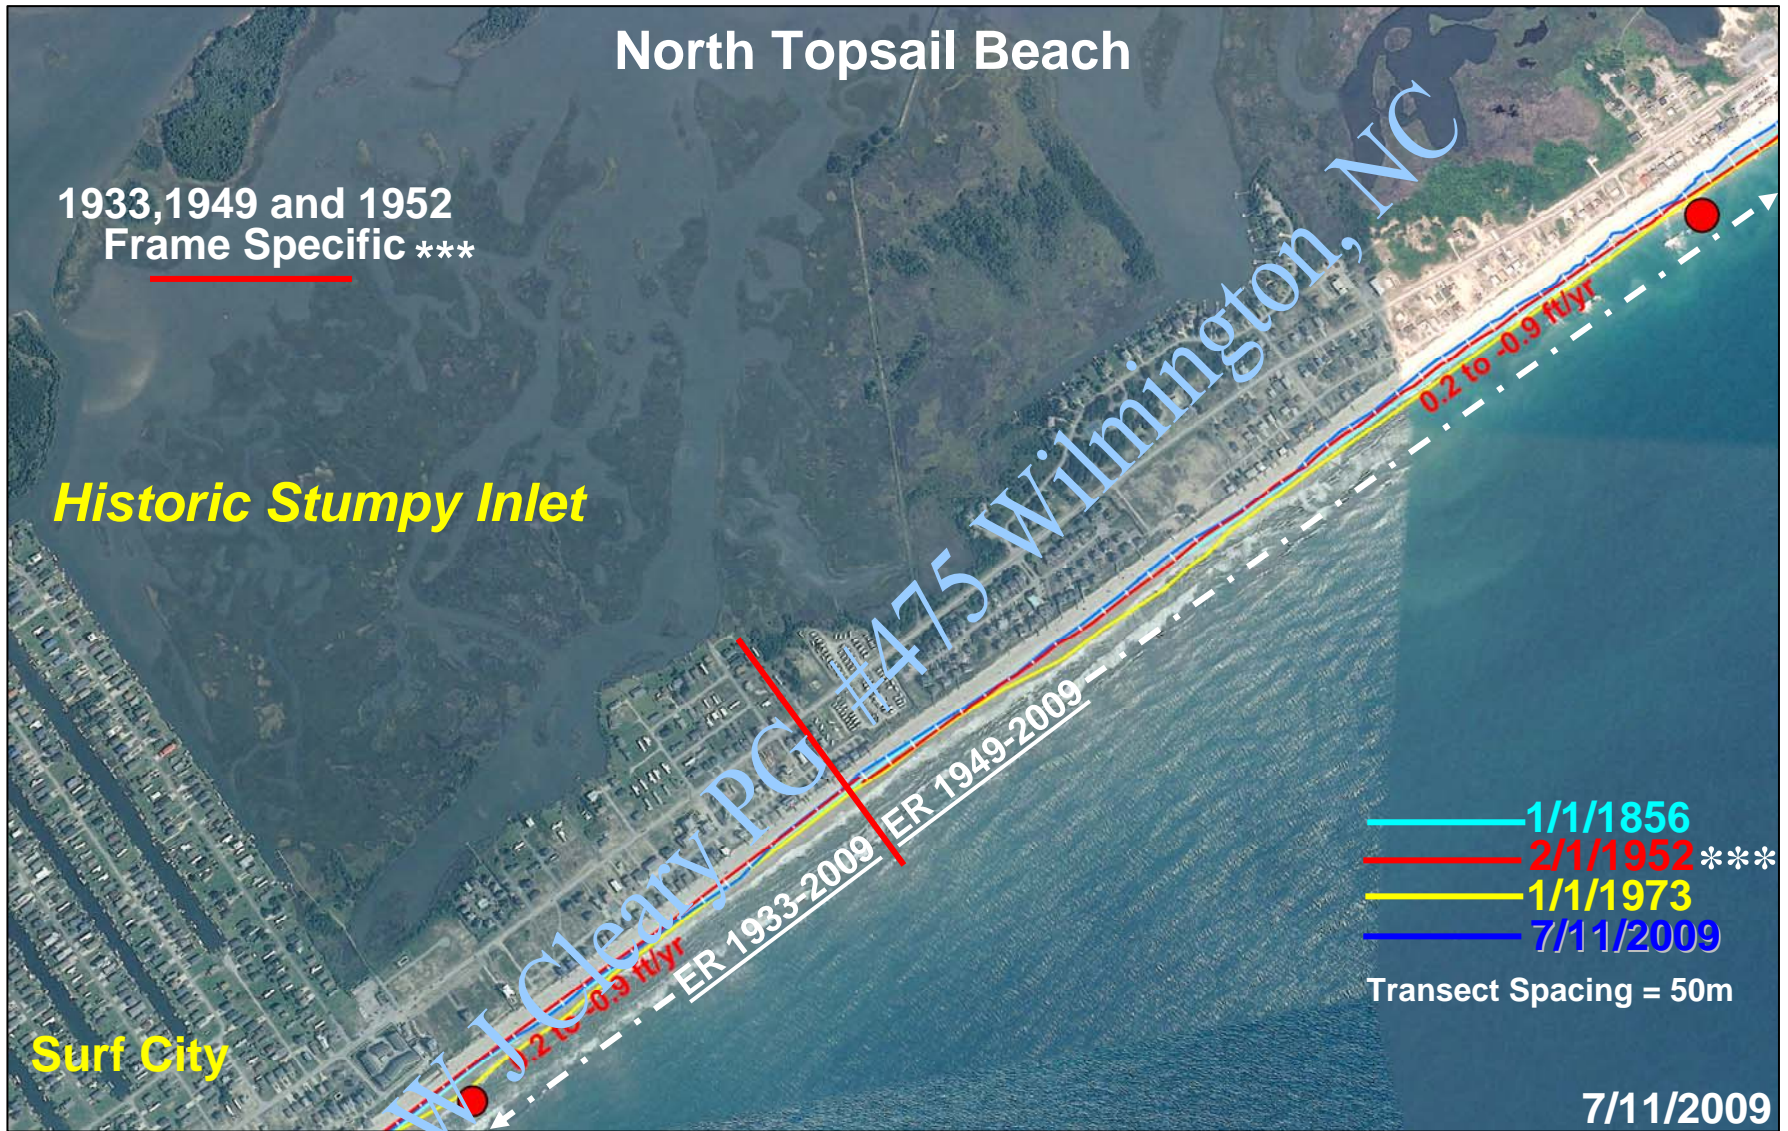 North Topsail Beach
1933,1949 and 1952
Frame Specific ***
Historic Stumpy Inlet
W J Cleary PG #475 Wilmington, NC
0.2 to -0.9 ft/yr
ER 1949-2009
ER 1933-2009
0.2 to -0.9 ft/yr
1/1/1856
2/1/1952 ***
1/1/1973
7/11/2009
Transect Spacing = 50m
Surf City
7/11/2009